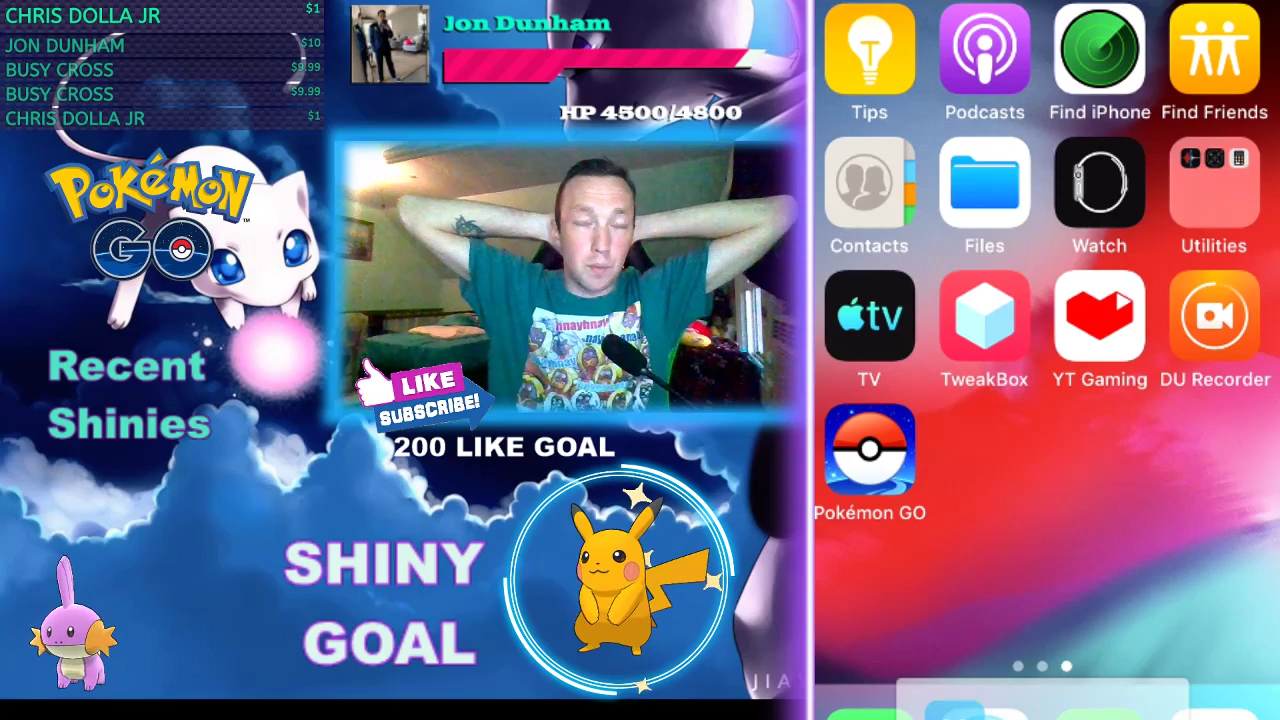 CHRIS DOLLA JR $1
JON DUNHAM $10
BUSY CROSS $9.99
BUSY CROSS $9.99
CHRIS DOLLA JR $1
Jon Dunham
HP 4500/4800
POKéMON
GO
TM
Recent
Shinies
LIKE
SUBSCRIBE!
200 LIKE GOAL
SHINY
GOAL
JIA
Tips Podcasts Find iPhone Find Friends
Contacts Files Watch Utilities
tv
TV TweakBox YT Gaming DU Recorder
Pokémon GO